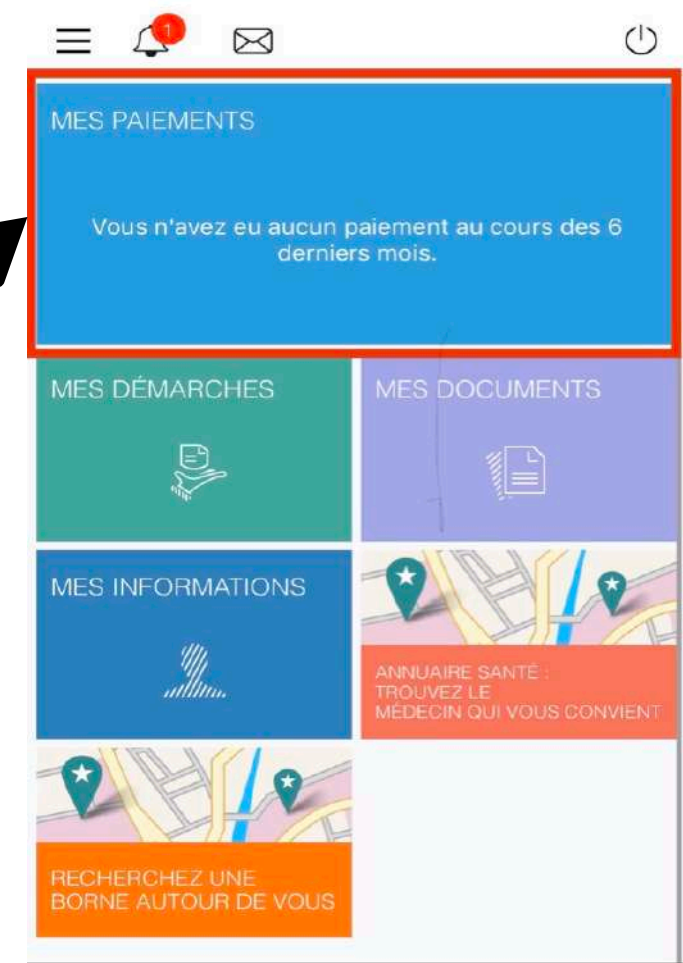 1
MES PAIEMENTS
Vous n'avez eu aucun paiement au cours des 6
derniers mois.
MES DÉMARCHES
MES DOCUMENTS
MES INFORMATIONS
ANNUAIRE SANTÉ :
TROUVEZ LE
MÉDECIN QUI VOUS CONVIENT
RECHERCHEZ UNE
BORNE AUTOUR DE VOUS